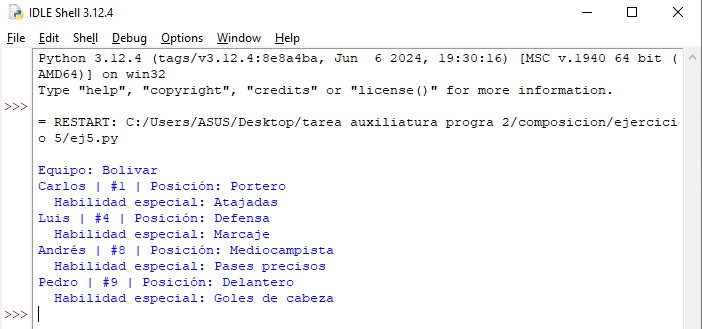 IDLE Shell 3.12.4
File Edit Shell Debug Options Window Help
Python 3.12.4 (tags/v3.12.4:8e8a4ba, Jun  6 2024, 19:30:16) [MSC v.1940 64 bit (
AMD64)] on win32
Type "help", "copyright", "credits" or "license()" for more information.
>>>
= RESTART: C:/Users/ASUS/Desktop/tarea auxiliatura progra 2/composicion/ejercici
o 5/ej5.py
Equipo: Bolivar
Carlos | #1 | Posición: Portero
  Habilidad especial: Atajadas
Luis | #4 | Posición: Defensa
  Habilidad especial: Marcaje
Andrés | #8 | Posición: Mediocampista
  Habilidad especial: Pases precisos
Pedro | #9 | Posición: Delantero
  Habilidad especial: Goles de cabeza
>>>